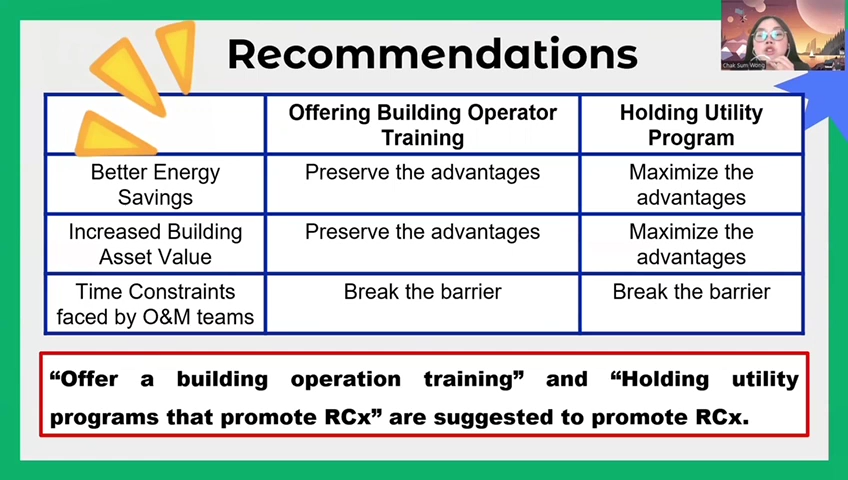 Recommendations
Chak Sum Wong
Offering Building Operator
Training
Holding Utility
Program
Better Energy
Savings
Preserve the advantages
Maximize the
advantages
Increased Building
Asset Value
Preserve the advantages
Maximize the
advantages
Time Constraints
faced by O&M teams
Break the barrier
Break the barrier
“Offer a building operation training” and “Holding utility
programs that promote RCx” are suggested to promote RCx.